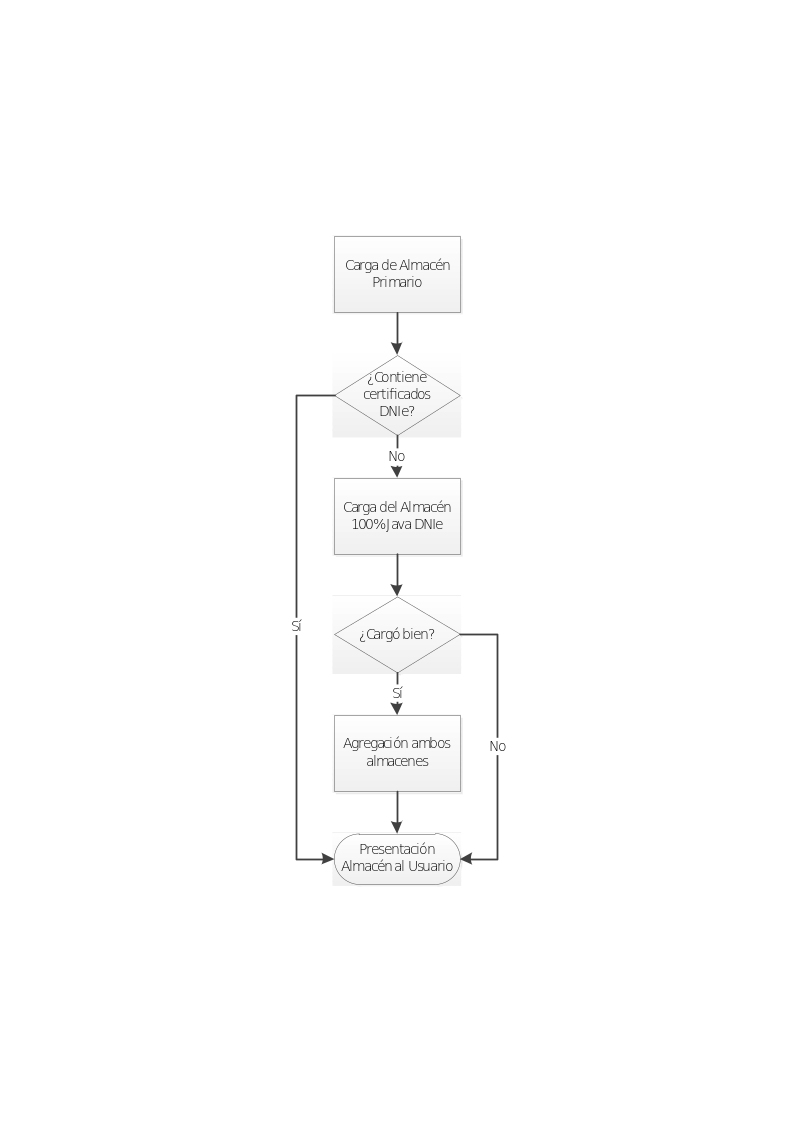 Carga de Almacén
Primario
¿Contiene
certificados
DNIe?
No
Carga del Almacén
100% Java DNIe
Sí
¿Cargó bien?
Sí
Agregación ambos
almacenes
No
Presentación
Almacén al Usuario